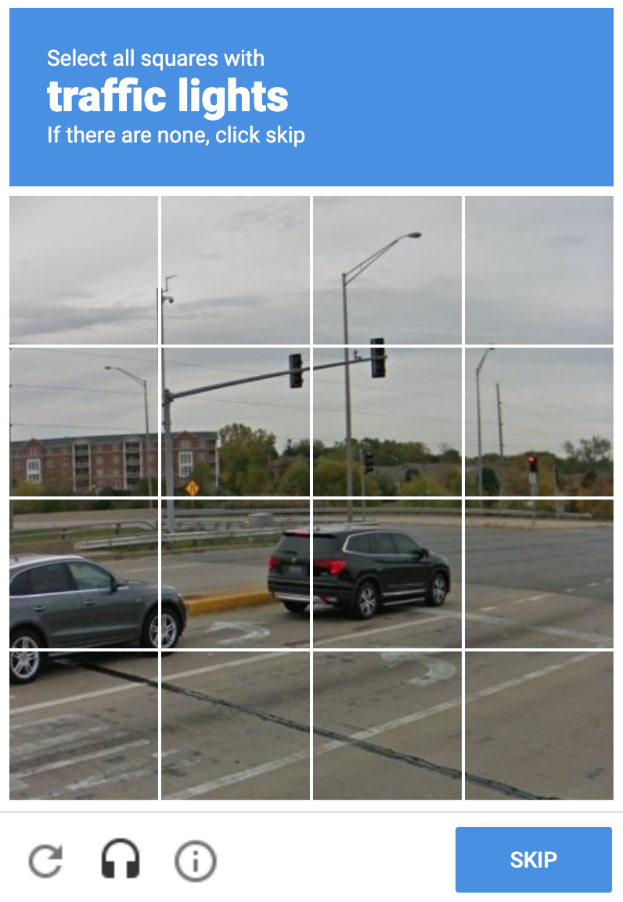 Select all squares with
traffic lights
If there are none, click skip
SKIP